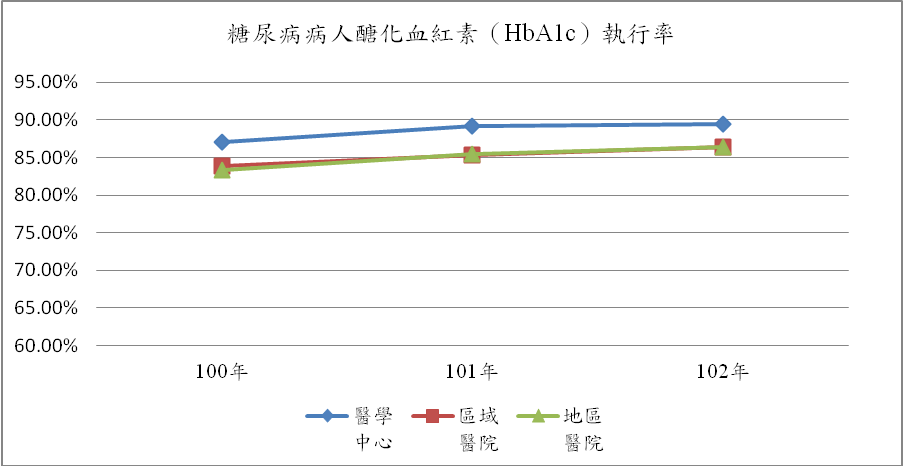 糖尿病病人醣化血紅素（HbA1c）執行率
95.00%
90.00%
85.00%
80.00%
75.00%
70.00%
65.00%
60.00%
100年 101年 102年
醫學 區域 地區
中心 醫院 醫院